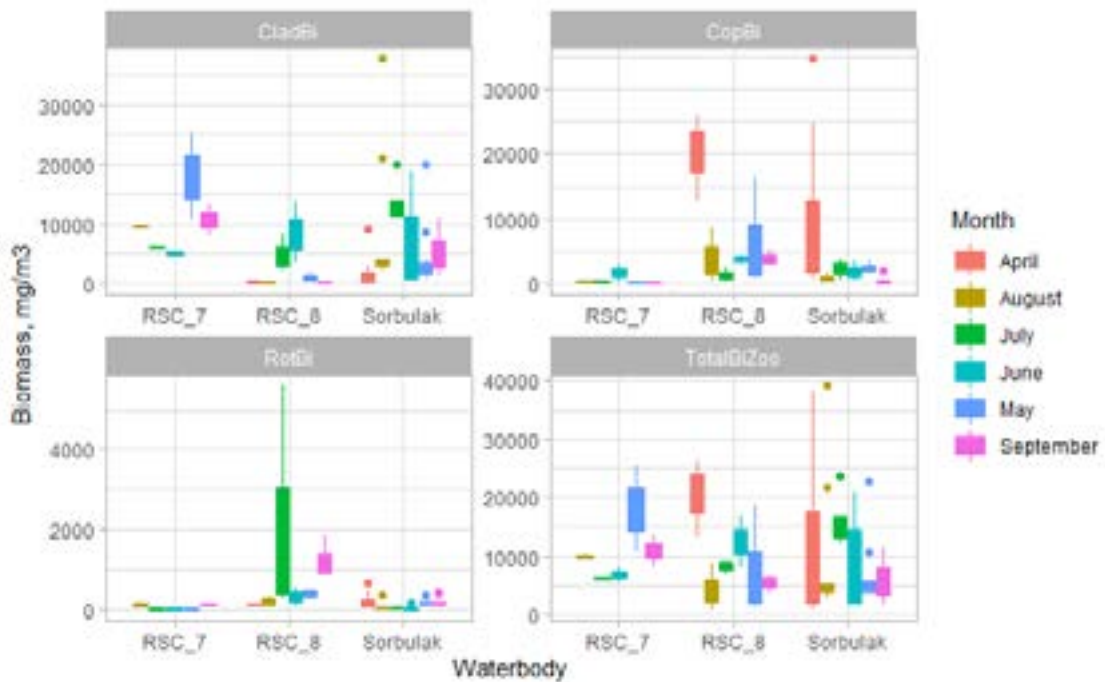 CladBi CopBi
30000 30000
20000 20000
10000 10000
0 0
RSC_7 RSC_8 Sorbulak RSC_7 RSC_8 Sorbulak
RotBi TotalBiZoo
4000 40000
2000 30000
0 20000
10000
0
RSC_7 RSC_8 Sorbulak RSC_7 RSC_8 Sorbulak
Biomass, mg/m3
Waterbody
Month
April
August
July
June
May
September